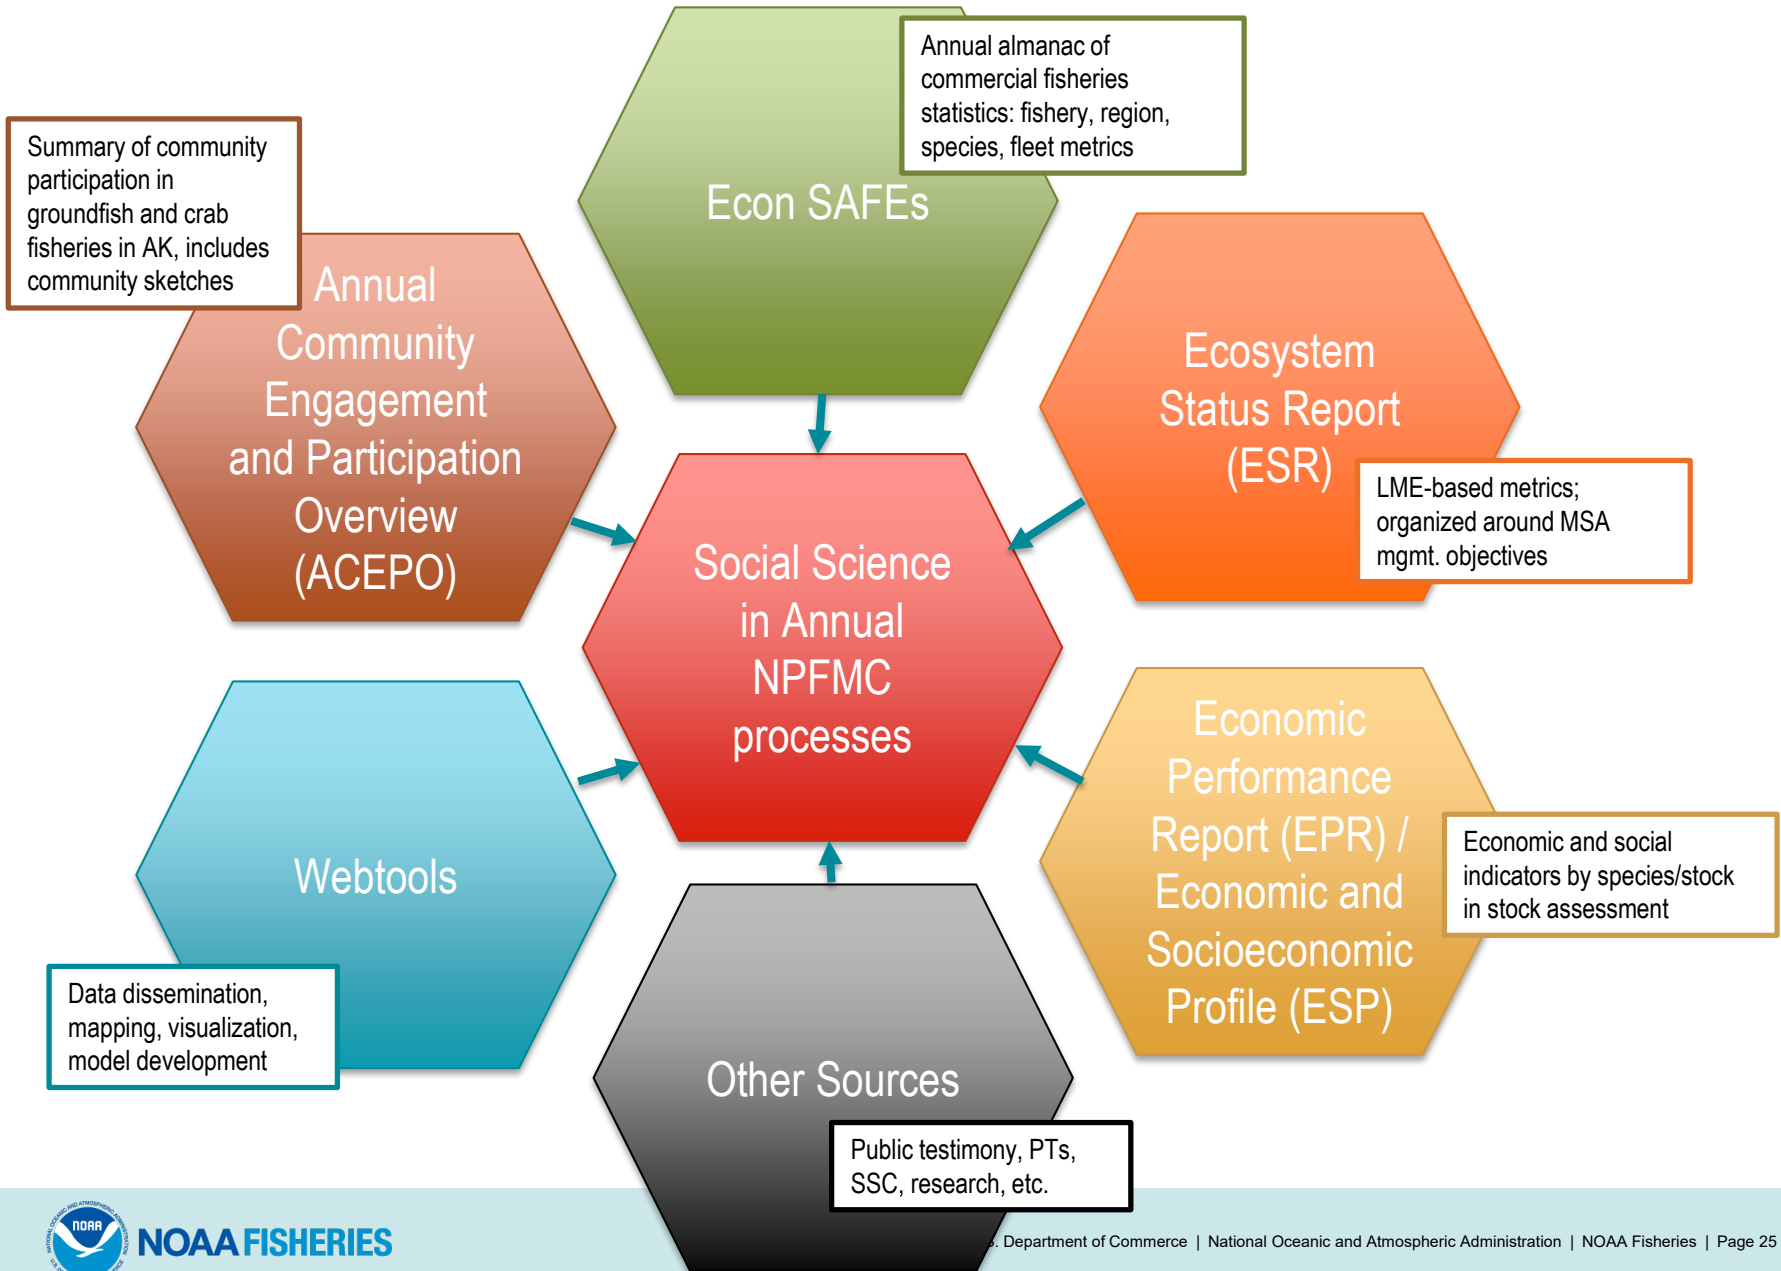 Annual almanac of
commercial fisheries
statistics: fishery, region,
species, fleet metrics
Econ SAFEs
Summary of community
participation in
groundfish and crab
fisheries in AK, includes
community sketches
Annual
Community
Engagement
and Participation
Overview
(ACEPO)
Ecosystem
Status Report
(ESR)
LME-based metrics;
organized around MSA
mgmt. objectives
Social Science
in Annual
NPFMC
processes
Economic
Performance
Report (EPR) /
Economic and
Socioeconomic
Profile (ESP)
Economic and social
indicators by species/stock
in stock assessment
Webtools
Data dissemination,
mapping, visualization,
model development
Other Sources
Public testimony, PTs,
SSC, research, etc.
NOAA
NOAA FISHERIES
. Department of Commerce | National Oceanic and Atmospheric Administration | NOAA Fisheries | Page 25